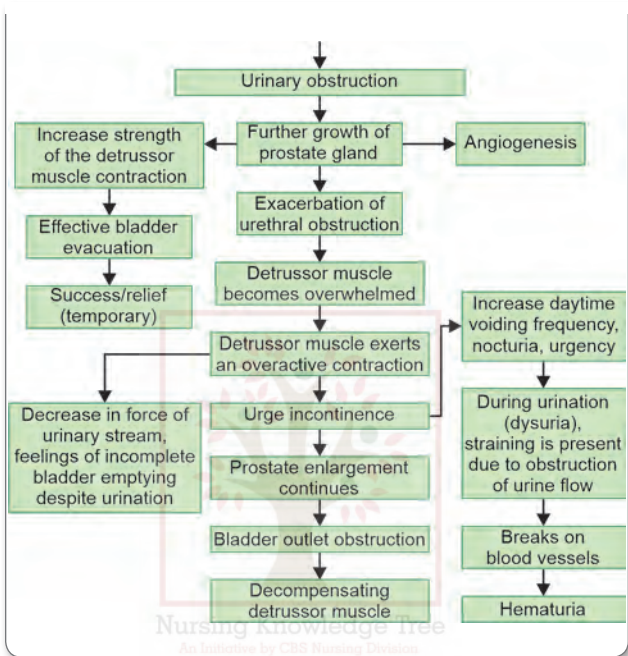 Urinary obstruction
Increase strength
of the detrussor
muscle contraction
Further growth of
prostate gland
Angiogenesis
Effective bladder
evacuation
Exacerbation of
urethral obstruction
Success/relief
(temporary)
Detrussor muscle
becomes overwhelmed
Increase daytime
voiding frequency,
nocturia, urgency
Detrussor muscle exerts
an overactive contraction
Decrease in force of
urinary stream,
feelings of incomplete
bladder emptying
despite urination
Urge incontinence
During urination
(dysuria),
straining is present
due to obstruction
of urine flow
Prostate enlargement
continues
Bladder outlet obstruction
Breaks on
blood vessels
Decompensating
detrussor muscle
Hematuria
Nursing Knowledge Tree
An Initiative by CBS Nursing Division